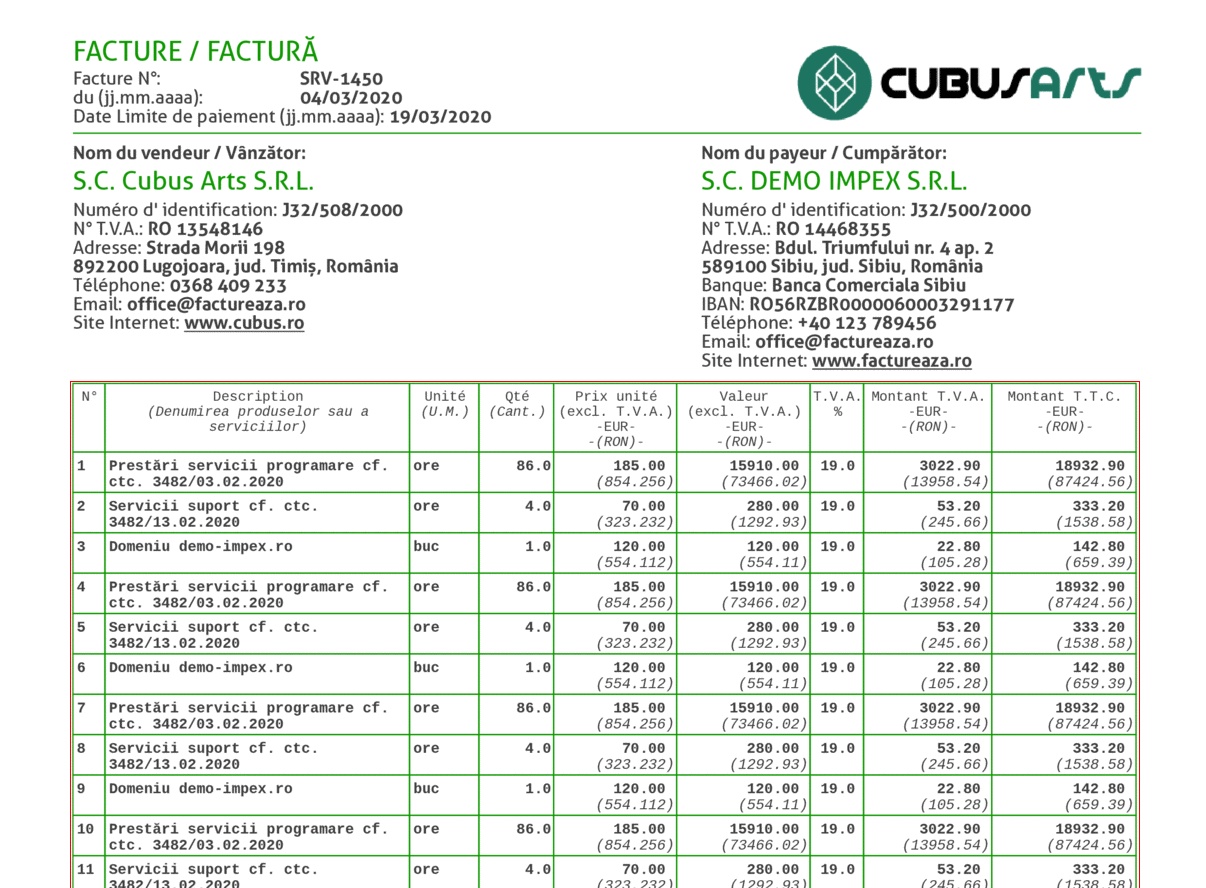 FACTURE / FACTURĂ
Facture N°: SRV-1450
du (jj.mm.aaaa): 04/03/2020
Date Limite de paiement (jj.mm.aaaa): 19/03/2020
CUBUSArts
Nom du vendeur / Vânzător:
S.C. Cubus Arts S.R.L.
Numéro d' identification: J32/508/2000
N° T.V.A.: RO 13548146
Adresse: Strada Morii 198
892200 Lugojoara, jud. Timiș, România
Téléphone: 0368 409 233
Email: office@factureaza.ro
Site Internet: www.cubus.ro
Nom du payeur / Cumpărător:
S.C. DEMO IMPEX S.R.L.
Numéro d' identification: J32/500/2000
N° T.V.A.: RO 14468355
Adresse: Bdul. Triumfului nr. 4 ap. 2
589100 Sibiu, jud. Sibiu, România
Banque: Banca Comerciala Sibiu
IBAN: RO56RZBR0000060003291177
Téléphone: +40 123 789456
Email: office@factureaza.ro
Site Internet: www.factureaza.ro
N° Description Unité Qté Prix unité Valeur T.V.A. Montant T.V.A. Montant T.T.C.
(Denumirea produselor sau a (U.M.) (Cant.) (excl. T.V.A.) (excl. T.V.A.) % -EUR- -EUR-
serviciilor) -EUR- -EUR- -(RON)- -(RON)-
-(RON)- -(RON)-
1 Prestări servicii programare cf. ore 86.0 185.00 15910.00 19.0 3022.90 18932.90
ctc. 3482/03.02.2020 (854.256) (73466.02) (13958.54) (87424.56)
2 Servicii suport cf. ctc. ore 4.0 70.00 280.00 19.0 53.20 333.20
3482/13.02.2020 (323.232) (1292.93) (245.66) (1538.58)
3 Domeniu demo-impex.ro buc 1.0 120.00 120.00 19.0 22.80 142.80
(554.112) (554.11) (105.28) (659.39)
4 Prestări servicii programare cf. ore 86.0 185.00 15910.00 19.0 3022.90 18932.90
ctc. 3482/03.02.2020 (854.256) (73466.02) (13958.54) (87424.56)
5 Servicii suport cf. ctc. ore 4.0 70.00 280.00 19.0 53.20 333.20
3482/13.02.2020 (323.232) (1292.93) (245.66) (1538.58)
6 Domeniu demo-impex.ro buc 1.0 120.00 120.00 19.0 22.80 142.80
(554.112) (554.11) (105.28) (659.39)
7 Prestări servicii programare cf. ore 86.0 185.00 15910.00 19.0 3022.90 18932.90
ctc. 3482/03.02.2020 (854.256) (73466.02) (13958.54) (87424.56)
8 Servicii suport cf. ctc. ore 4.0 70.00 280.00 19.0 53.20 333.20
3482/13.02.2020 (323.232) (1292.93) (245.66) (1538.58)
9 Domeniu demo-impex.ro buc 1.0 120.00 120.00 19.0 22.80 142.80
(554.112) (554.11) (105.28) (659.39)
10 Prestări servicii programare cf. ore 86.0 185.00 15910.00 19.0 3022.90 18932.90
ctc. 3482/03.02.2020 (854.256) (73466.02) (13958.54) (87424.56)
11 Servicii suport cf. ctc. ore 4.0 70.00 280.00 19.0 53.20 333.20
3482/13.02.2020 (323.232) (1292.93) (245.66) (1538.58)